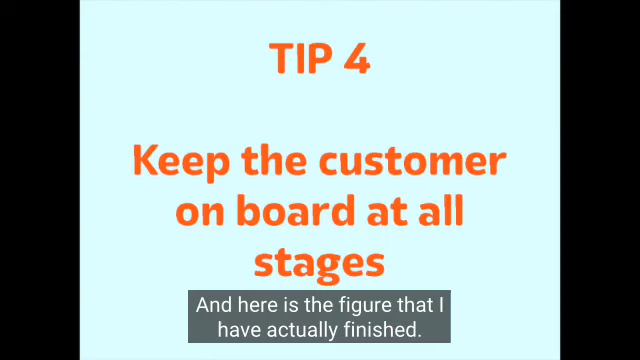 TIP 4
Keep the customer
on board at all
stages
And here is the figure that I
have actually finished.